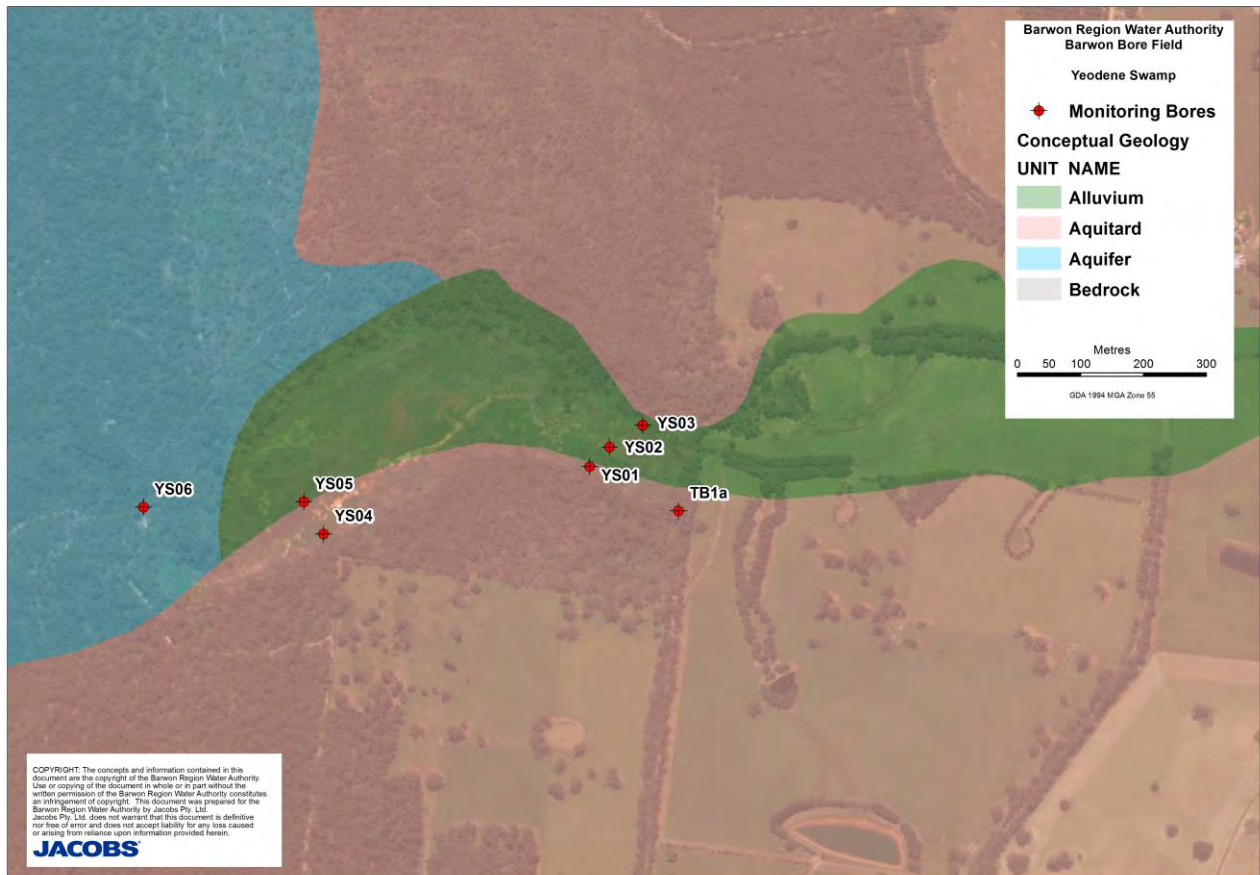 Barwon Region Water Authority
Barwon Bore Field
Yeodene Swamp
Monitoring Bores
Conceptual Geology
UNIT NAME
Alluvium
Aquitard
Aquifer
Bedrock
Metres
0 50 100 200 300
GDA 1994 MGA Zone 55
YS03
YS02
YS01
YS05
YS06
TB1a
YS04
COPYRIGHT: The concepts and information contained in this
document are the copyright of the Barwon Region Water Authority.
Use or copying of the document in whole or in part without the
written permission of the Barwon Region Water Authority constitutes
an infringement of copyright. This document was prepared for the
Barwon Region Water Authority by Jacobs Pty. Ltd.
Jacobs Pty. Ltd. does not warrant that this document is definitive
nor free of error and does not accept liability for any loss caused
or arising from reliance upon information provided herein.
JACOBS